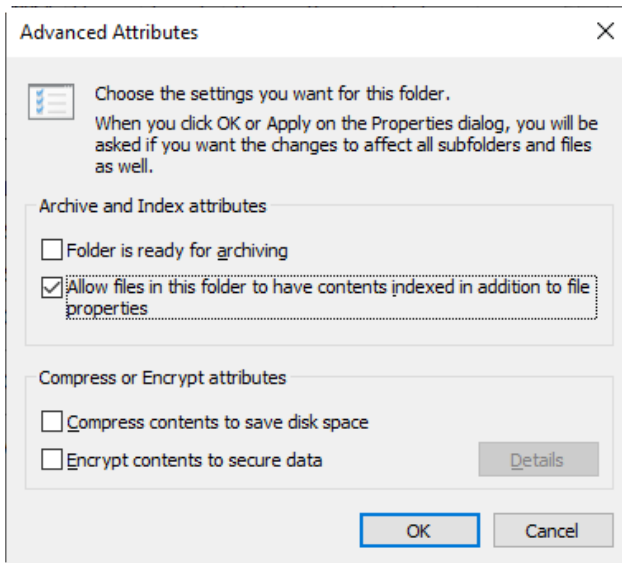 Advanced Attributes
Choose the settings you want for this folder.
When you click OK or Apply on the Properties dialog, you will be
asked if you want the changes to affect all subfolders and files
as well.
Archive and Index attributes
Folder is ready for archiving
Allow files in this folder to have contents indexed in addition to file
properties
Compress or Encrypt attributes
Compress contents to save disk space
Encrypt contents to secure data
Details
OK
Cancel